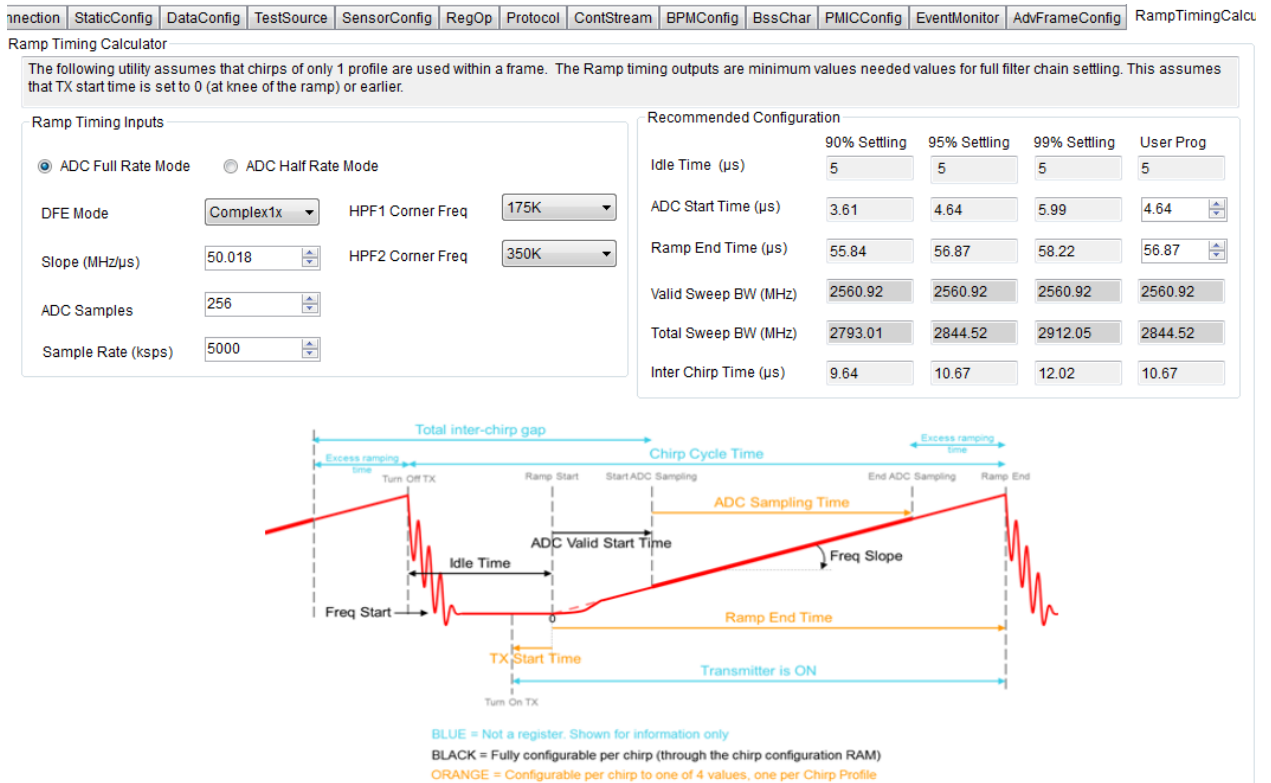 nnection StaticConfig DataConfig TestSource SensorConfig RegOp Protocol ContStream BPMConfig BssChar PMICConfig EventMonitor AdvFrameConfig RampTimingCalcu
Ramp Timing Calculator
The following utility assumes that chirps of only 1 profile are used within a frame. The Ramp timing outputs are minimum values needed values for full filter chain settling. This assumes
that TX start time is set to 0 (at knee of the ramp) or earlier.
Ramp Timing Inputs
ADC Full Rate Mode ADC Half Rate Mode
DFE Mode Complex1x HPF1 Corner Freq 175K
Slope (MHz/µs) 50.018 HPF2 Corner Freq 350K
ADC Samples 256
Sample Rate (ksps) 5000
Recommended Configuration
90% Settling 95% Settling 99% Settling User Prog
Idle Time (µs) 5 5 5 5
ADC Start Time (µs) 3.61 4.64 5.99 4.64
Ramp End Time (µs) 55.84 56.87 58.22 56.87
Valid Sweep BW (MHz) 2560.92 2560.92 2560.92 2560.92
Total Sweep BW (MHz) 2793.01 2844.52 2912.05 2844.52
Inter Chirp Time (µs) 9.64 10.67 12.02 10.67
Total inter-chirp gap
Excess ramping
time
Chirp Cycle Time
Excess ramping
time
Turn Off TX Ramp Start Start ADC Sampling End ADC Sampling Ramp End
ADC Sampling Time
ADC Valid Start Time
Freq Slope
Idle Time
Freq Start
0
Ramp End Time
TX Start Time
Transmitter is ON
Turn On TX
BLUE = Not a register. Shown for information only
BLACK = Fully configurable per chirp (through the chirp configuration RAM)
ORANGE = Configurable per chirp to one of 4 values, one per Chirp Profile